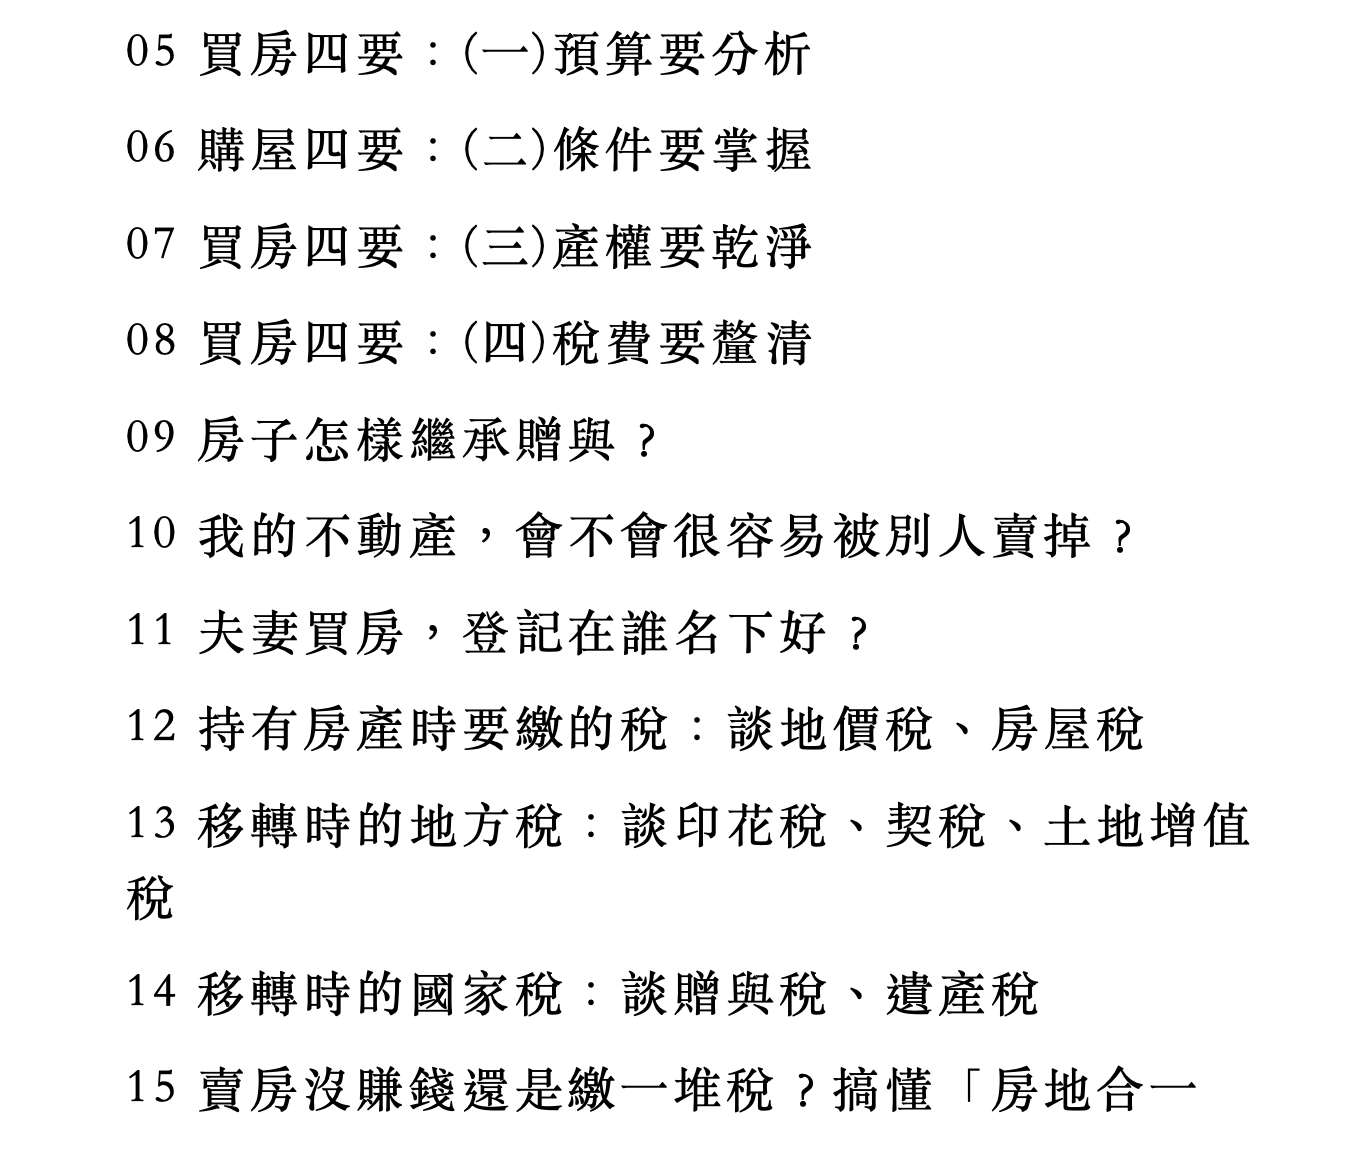 05 買房四要：(一)預算要分析
06 購屋四要：(二)條件要掌握
07 買房四要：(三)產權要乾淨
08 買房四要：(四)稅費要釐清
09 房子怎樣繼承贈與？
10 我的不動產，會不會很容易被別人賣掉？
11 夫妻買房，登記在誰名下好？
12 持有房產時要繳的稅：談地價稅、房屋稅
13 移轉時的地方稅：談印花稅、契稅、土地增值
稅
14 移轉時的國家稅：談贈與稅、遺產稅
15 賣房沒賺錢還是繳一堆稅？搞懂「房地合一